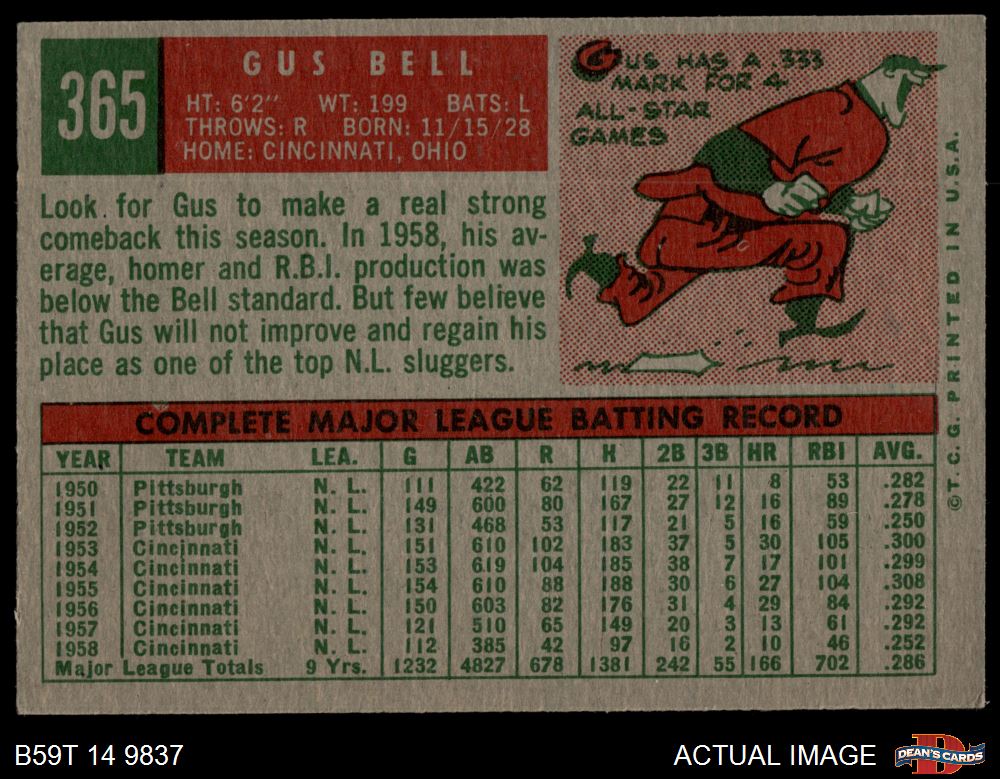 365
GUS BELL
HT: 6'2" WT: 199 BATS: L
THROWS: R BORN: 11/15/28
HOME: CINCINNATI, OHIO
Look for Gus to make a real strong
comeback this season. In 1958, his av-
erage, homer and R.B.I. production was
below the Bell standard. But few believe
that Gus will not improve and regain his
place as one of the top N.L. sluggers.
GUS HAS A .333
MARK FOR 4
ALL-STAR
GAMES
COMPLETE MAJOR LEAGUE BATTING RECORD
YEAR TEAM LEA. G AB R H 2B 3B HR RBI AVG.
1950 Pittsburgh N. L. 111 422 62 119 22 11 8 53 .282
1951 Pittsburgh N. L. 149 600 80 167 27 12 16 89 .278
1952 Pittsburgh N. L. 131 468 53 117 21 5 16 59 .250
1953 Cincinnati N. L. 151 610 102 183 37 5 30 105 .300
1954 Cincinnati N. L. 153 619 104 185 38 7 17 101 .299
1955 Cincinnati N. L. 154 610 88 188 30 6 27 104 .308
1956 Cincinnati N. L. 150 603 82 176 31 4 29 84 .292
1957 Cincinnati N. L. 121 510 65 149 20 3 13 61 .292
1958 Cincinnati N. L. 112 385 42 97 16 2 10 46 .252
Major League Totals 9 Yrs. 1232 4827 678 1381 242 55 166 702 .286
©T. C. G. PRINTED IN U.S.A.
B59T 14 9837
ACTUAL IMAGE
D
DEAN'S CARDS